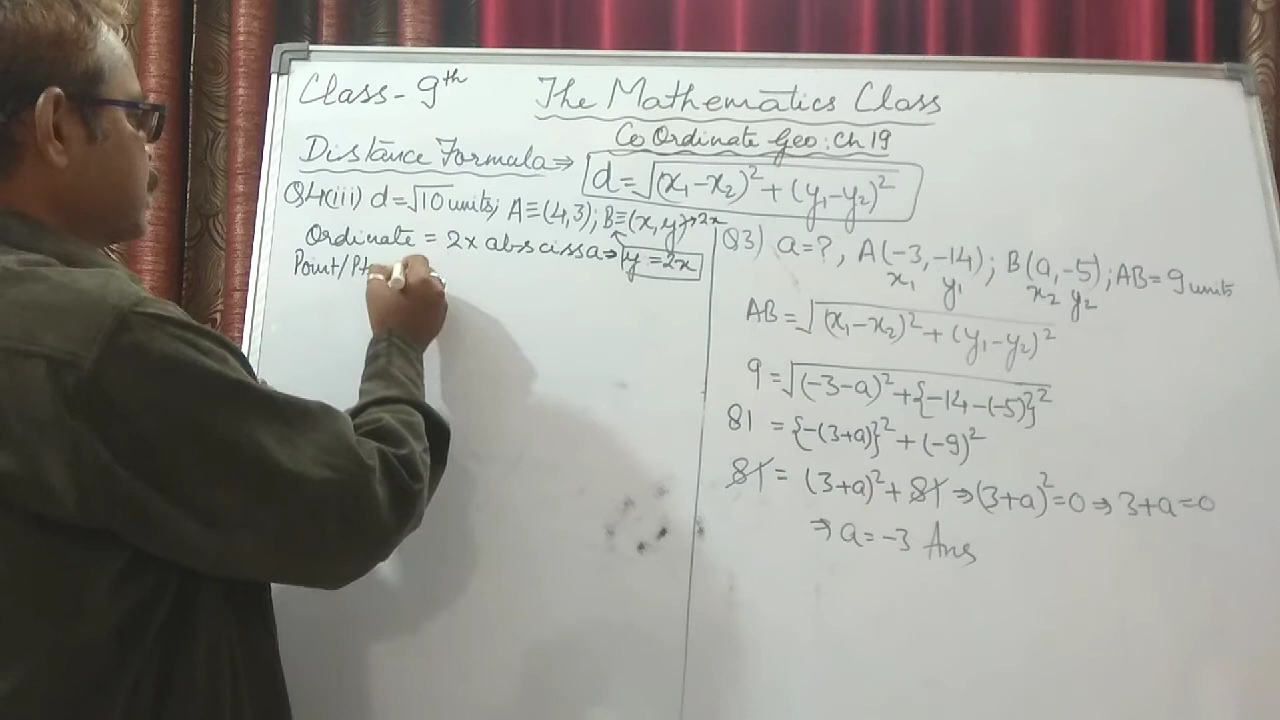 Class - 9th The Mathematics Class
Co Ordinate Geo: Ch 19
Distance Formula ⇒ d = √(x₁-x₂)² + (y₁-y₂)²
Q4(iii) d = √10 units; A ≡ (4,3); B ≡ (x, y) → 2x
Ordinate = 2 x abscissa ⇒ y = 2x
Point/Pt
Q3) a = ?, A(-3, -14); B(a, -5); AB = 9 units
x₁ y₁ x₂ y₂
AB = √(x₁-x₂)² + (y₁-y₂)²
9 = √(-3-a)² + {-14-(-5)}²
81 = {-(3+a)}² + (-9)²
81 = (3+a)² + 81 ⇒ (3+a)² = 0 ⇒ 3+a = 0
⇒ a = -3 Ans